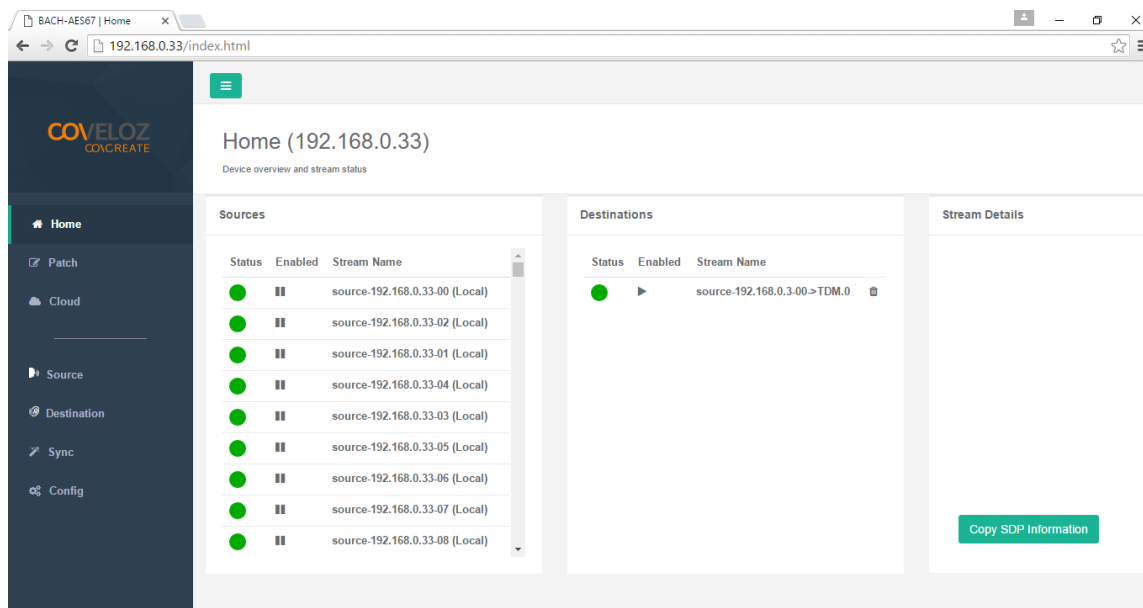 BACH-AES67 | Home
192.168.0.33/index.html
COVELOZ
CO\CREATE
Home
Patch
Cloud
Source
Destination
Sync
Config
Home (192.168.0.33)
Device overview and stream status
Sources
Status Enabled Stream Name
source-192.168.0.33-00 (Local)
source-192.168.0.33-02 (Local)
source-192.168.0.33-01 (Local)
source-192.168.0.33-04 (Local)
source-192.168.0.33-03 (Local)
source-192.168.0.33-05 (Local)
source-192.168.0.33-06 (Local)
source-192.168.0.33-07 (Local)
source-192.168.0.33-08 (Local)
Destinations
Status Enabled Stream Name
source-192.168.0.3-00->TDM.0
Stream Details
Copy SDP Information